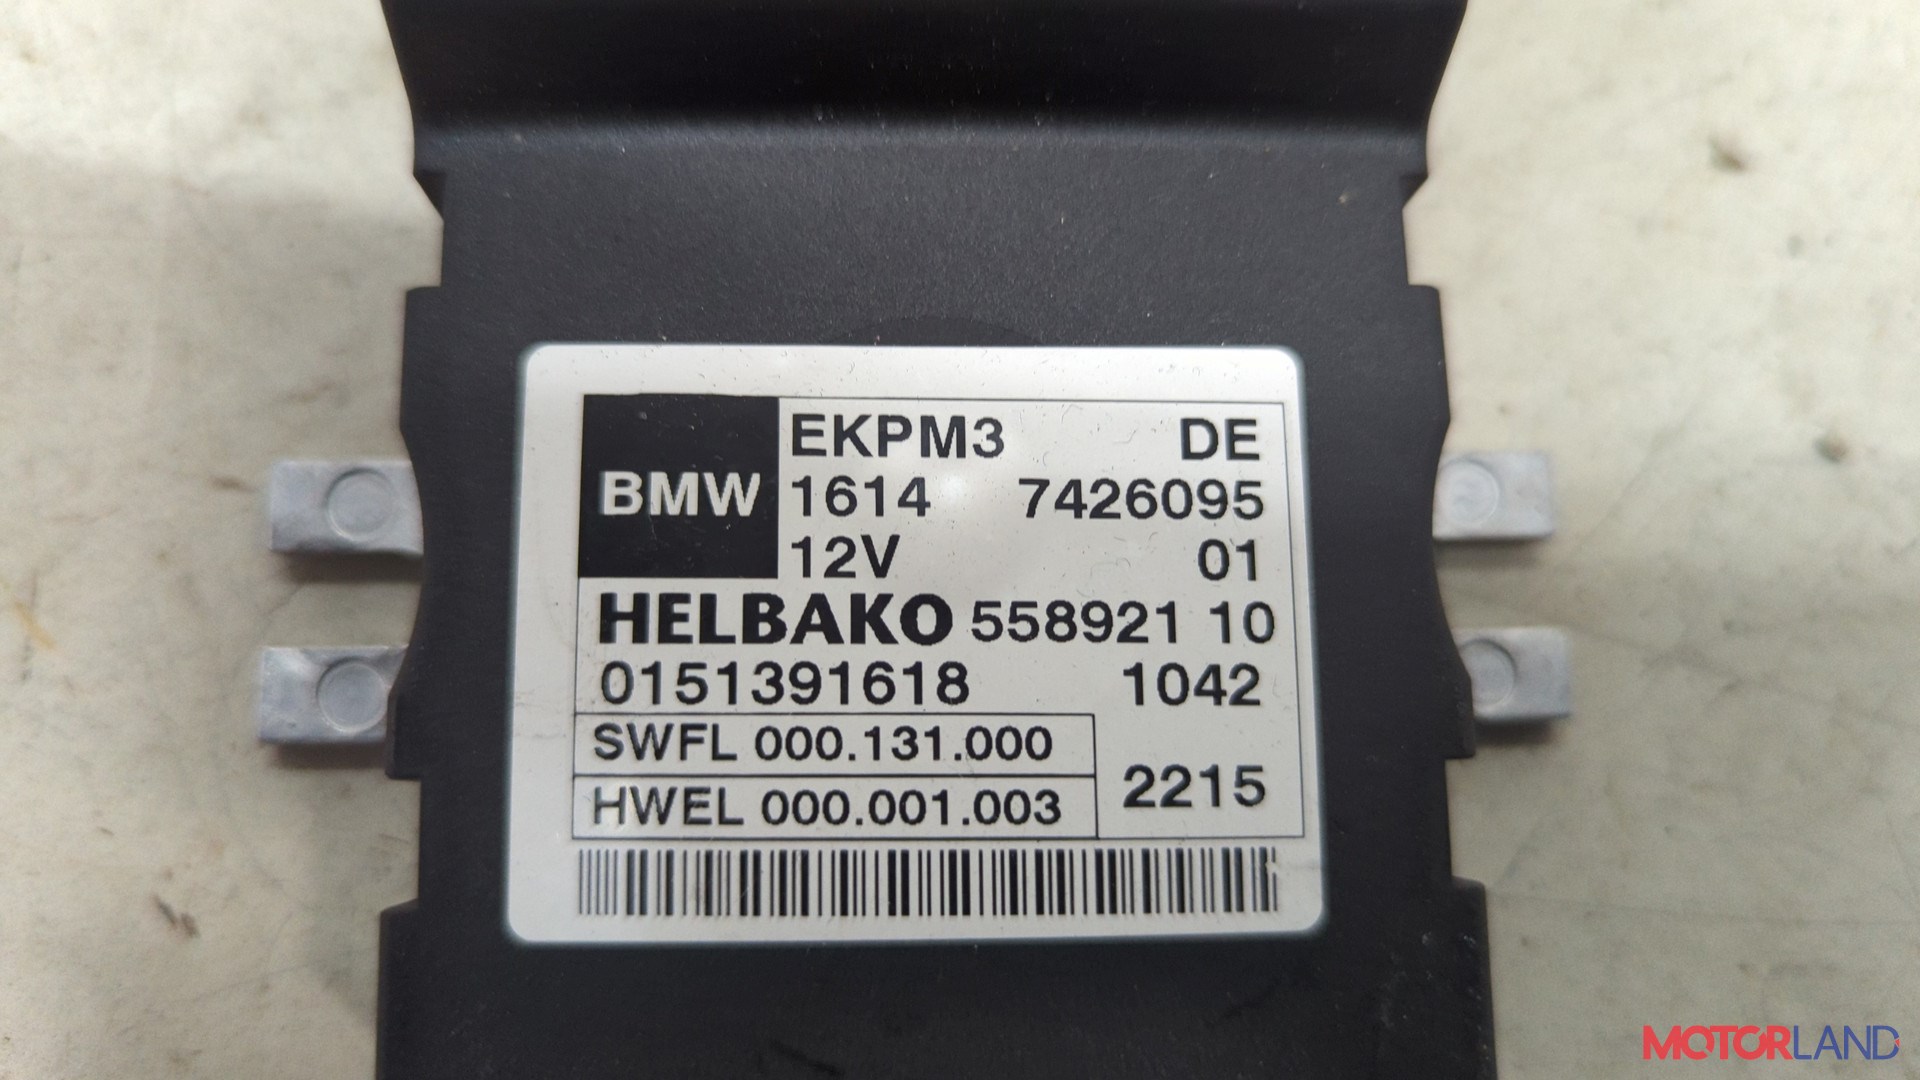 EKPM3 DE
BMW 1614 7426095
12V 01
HELBAKO 558921 10
0151391618 1042
SWFL 000.131.000
2215
HWEL 000.001.003
MOTORLAND